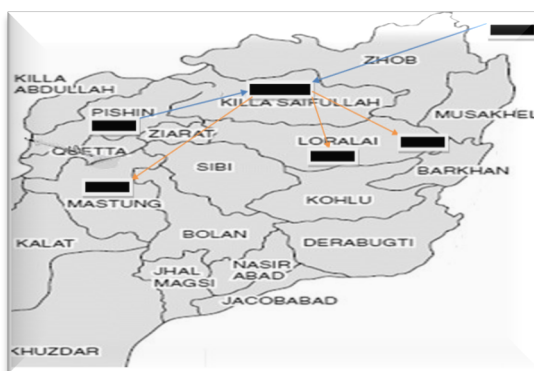 ZHOB
KILLA
ABDULLAH
KILLA SAIFULLAH
PISHIN
MUSAKHEL
ZIARAT
QUETTA
LORALAI
SIBI
BARKHAN
MASTUNG
KOHLU
BOLAN
KALAT
DERABUGTI
NASIR
ABAD
JHAL
MAGSI
JACOBABAD
KHUZDAR